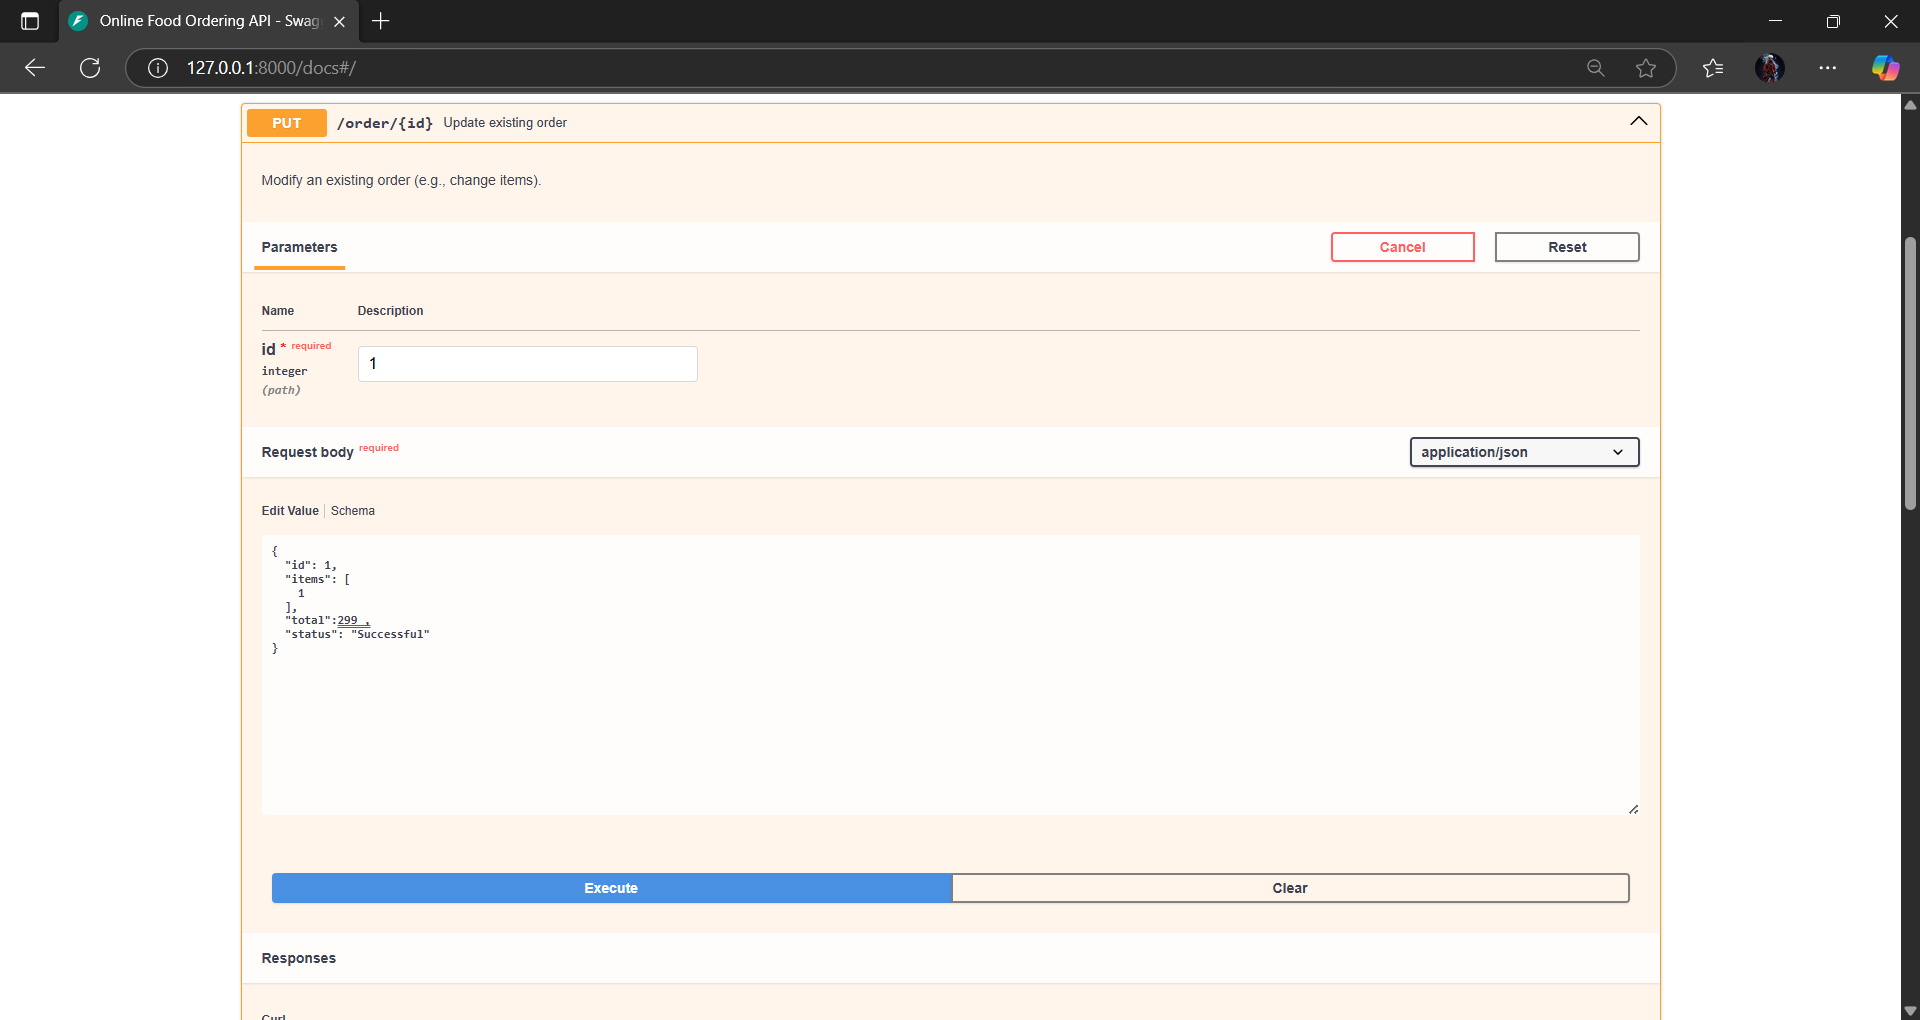 Online Food Ordering API - Swag
127.0.0.1:8000/docs#/
PUT /order/{id} Update existing order
Modify an existing order (e.g., change items).
Parameters
Cancel
Reset
Name Description
id * required
integer
(path)
1
Request body required
application/json
Edit Value Schema
{
  "id": 1,
  "items": [
    1
  ],
  "total":299 ,
  "status": "Successful"
}
Execute
Clear
Responses
Curl